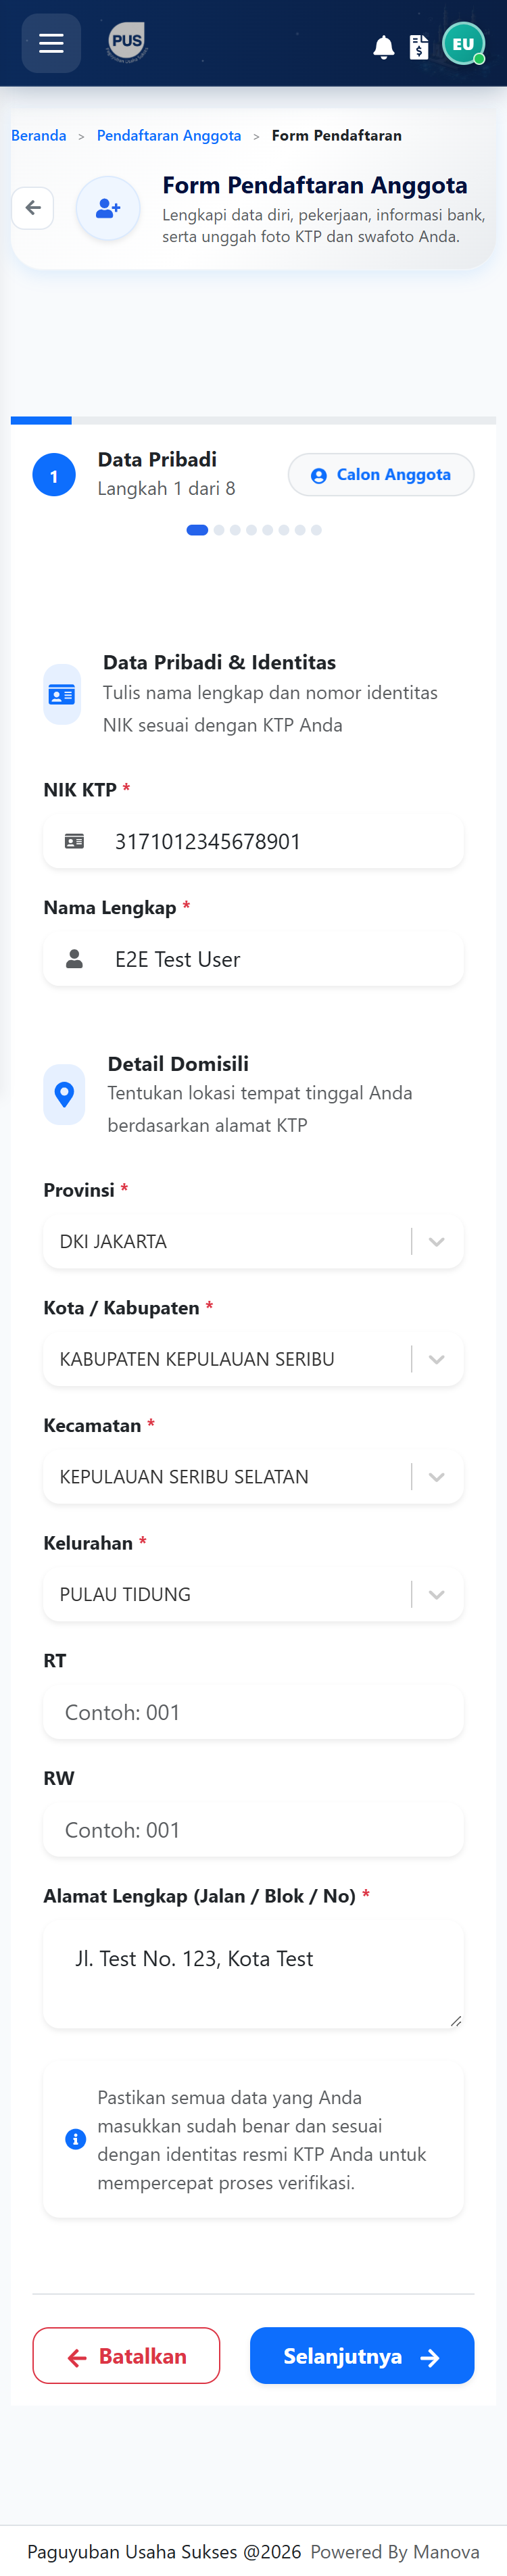 PUS
EU
Beranda > Pendaftaran Anggota > Form Pendaftaran
Form Pendaftaran Anggota
Lengkapi data diri, pekerjaan, informasi bank,
serta unggah foto KTP dan swafoto Anda.
1
Data Pribadi
Langkah 1 dari 8
Calon Anggota
Data Pribadi & Identitas
Tulis nama lengkap dan nomor identitas
NIK sesuai dengan KTP Anda
NIK KTP *
3171012345678901
Nama Lengkap *
E2E Test User
Detail Domisili
Tentukan lokasi tempat tinggal Anda
berdasarkan alamat KTP
Provinsi *
DKI JAKARTA
Kota / Kabupaten *
KABUPATEN KEPULAUAN SERIBU
Kecamatan *
KEPULAUAN SERIBU SELATAN
Kelurahan *
PULAU TIDUNG
RT
Contoh: 001
RW
Contoh: 001
Alamat Lengkap (Jalan / Blok / No) *
Jl. Test No. 123, Kota Test
Pastikan semua data yang Anda
masukkan sudah benar dan sesuai
dengan identitas resmi KTP Anda untuk
mempercepat proses verifikasi.
Batalkan
Selanjutnya
Paguyuban Usaha Sukses @2026 Powered By Manova